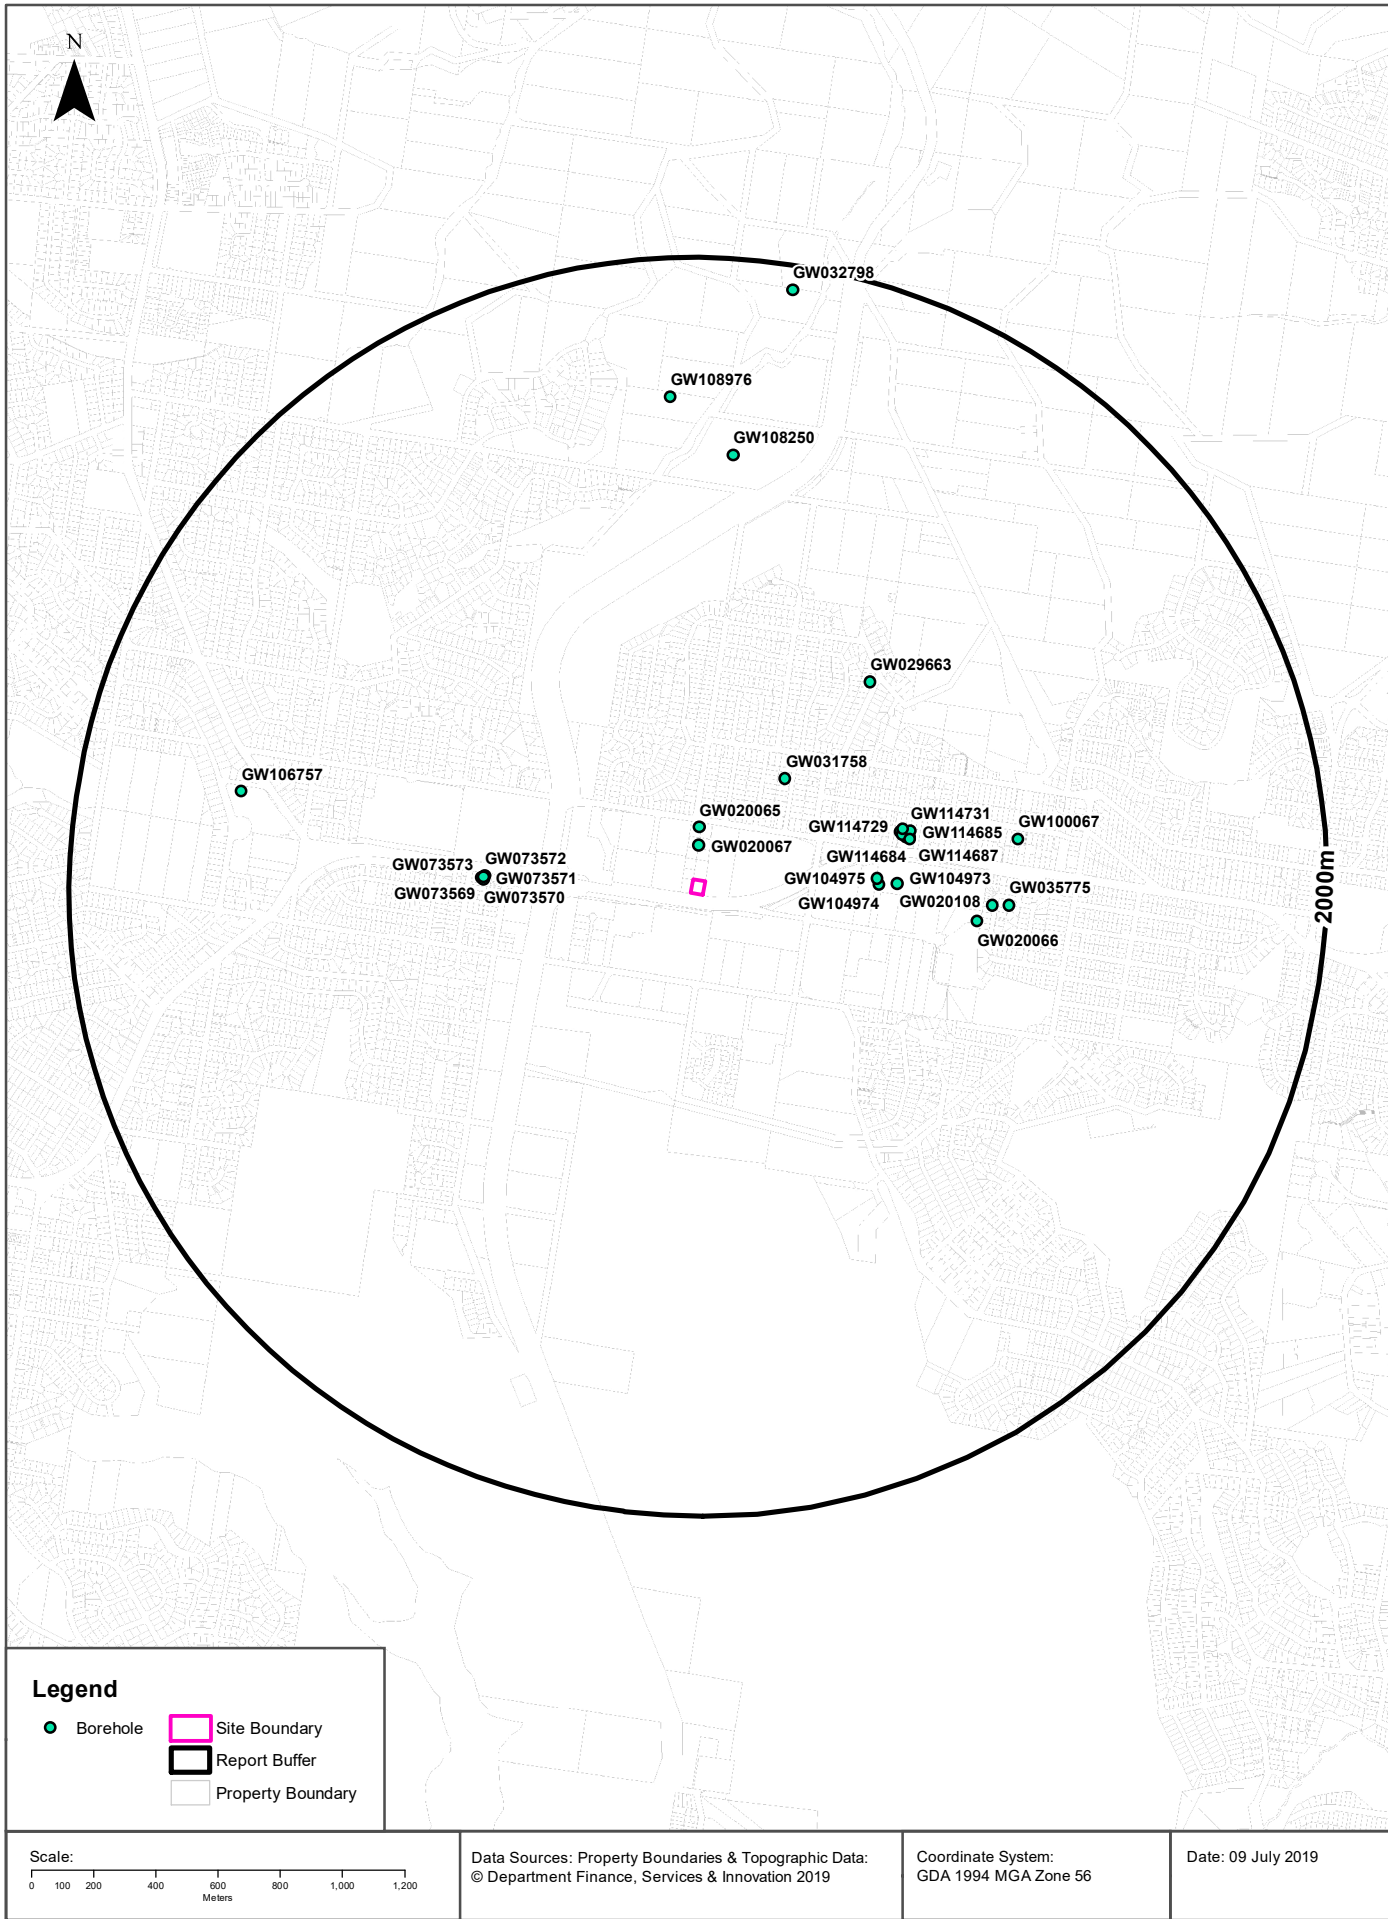 N
GW032798
GW108976
GW108250
GW029663
GW031758
GW106757
GW020065
GW020067
GW114731
GW114729
GW114685
GW100067
GW114684
GW114687
GW073573
GW073572
GW073571
GW073569
GW073570
GW104975
GW104973
GW104974
GW020108
GW035775
GW020066
2000m
Legend
Borehole
Site Boundary
Report Buffer
Property Boundary
Scale:
0 100 200 400 600 800 1,000 1,200
Meters
Data Sources: Property Boundaries & Topographic Data:
© Department Finance, Services & Innovation 2019
Coordinate System:
GDA 1994 MGA Zone 56
Date: 09 July 2019